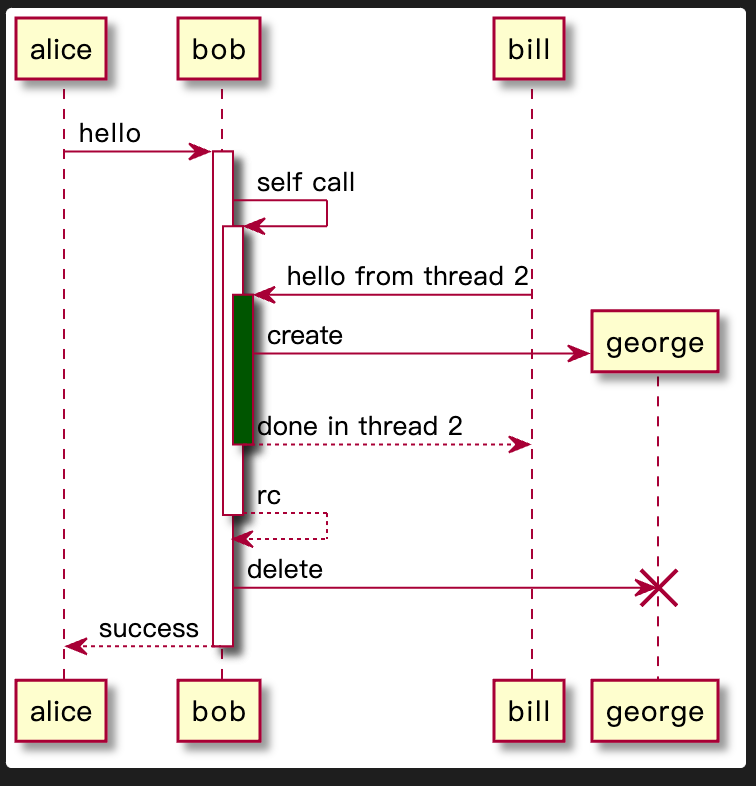 alice
bob
bill
hello
self call
hello from thread 2
create
george
done in thread 2
rc
delete
success
alice
bob
bill
george